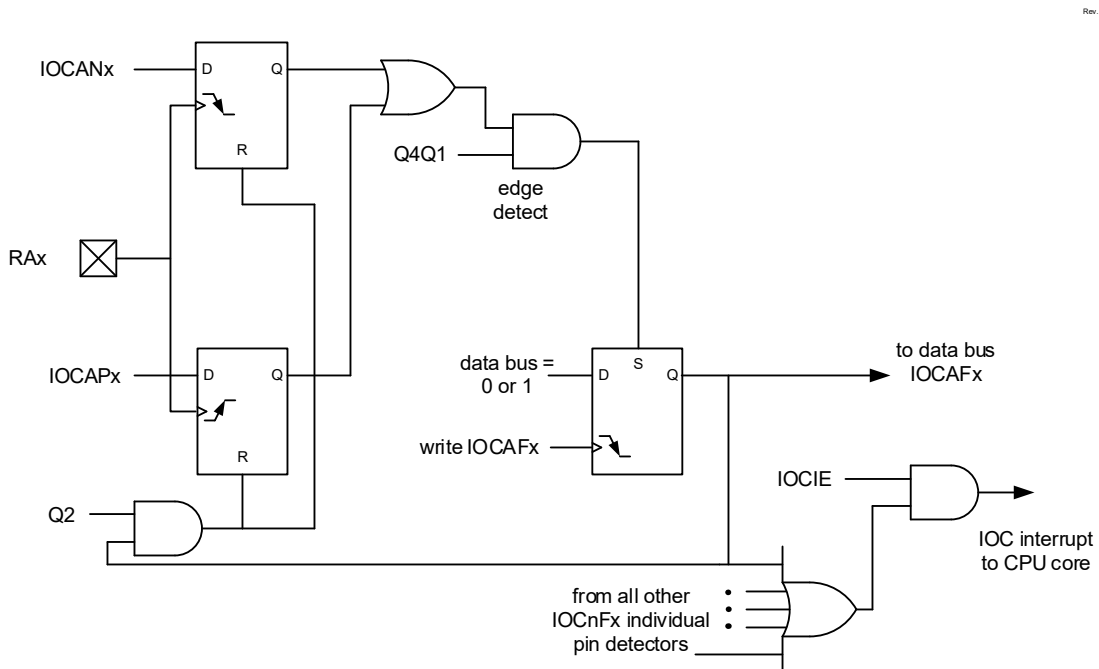 Rev.
IOCANx
D
Q
R
Q4Q1
edge
detect
RAx
IOCAPx
D
Q
R
data bus =
0 or 1
D
S
Q
to data bus
IOCAFx
write IOCAFx
IOCIE
Q2
IOC interrupt
to CPU core
from all other
IOCnFx individual
pin detectors